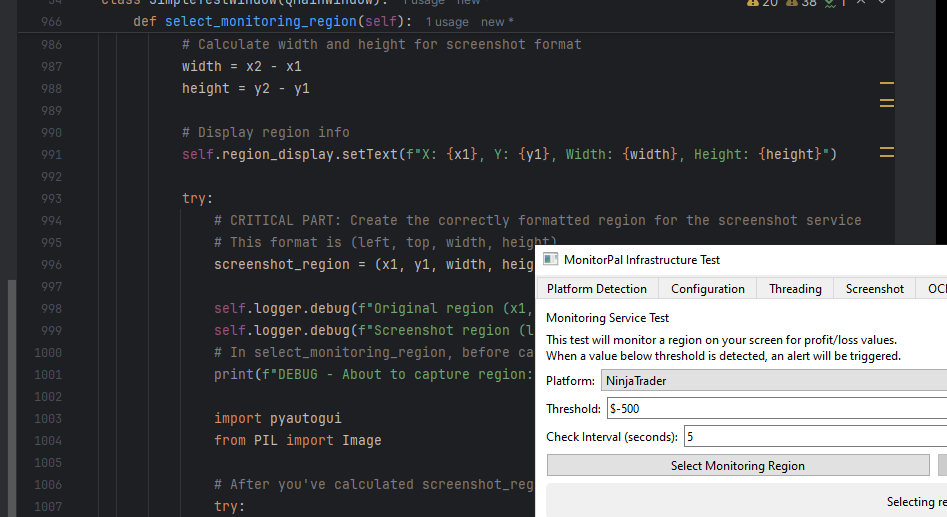 54 class SimpleTestWindow(QMainWindow): 1 usage new * 20 38 1
966 def select_monitoring_region(self): 1 usage new *
986 # Calculate width and height for screenshot format
987 width = x2 - x1
988 height = y2 - y1
989
990 # Display region info
991 self.region_display.setText(f"X: {x1}, Y: {y1}, Width: {width}, Height: {height}")
992
993 try:
994 # CRITICAL PART: Create the correctly formatted region for the screenshot service
995 # This format is (left, top, width, height)
996 screenshot_region = (x1, y1, width, heig
997
998 self.logger.debug(f"Original region (x1,
999 self.logger.debug(f"Screenshot region (l
1000 # In select_monitoring_region, before ca
1001 print(f"DEBUG - About to capture region:
1002
1003 import pyautogui
1004 from PIL import Image
1005
1006 # After you've calculated screenshot_reg
1007 try:
MonitorPal Infrastructure Test
Platform Detection Configuration Threading Screenshot OC
Monitoring Service Test
This test will monitor a region on your screen for profit/loss values.
When a value below threshold is detected, an alert will be triggered.
Platform: NinjaTrader
Threshold: $-500
Check Interval (seconds): 5
Select Monitoring Region
Selecting re